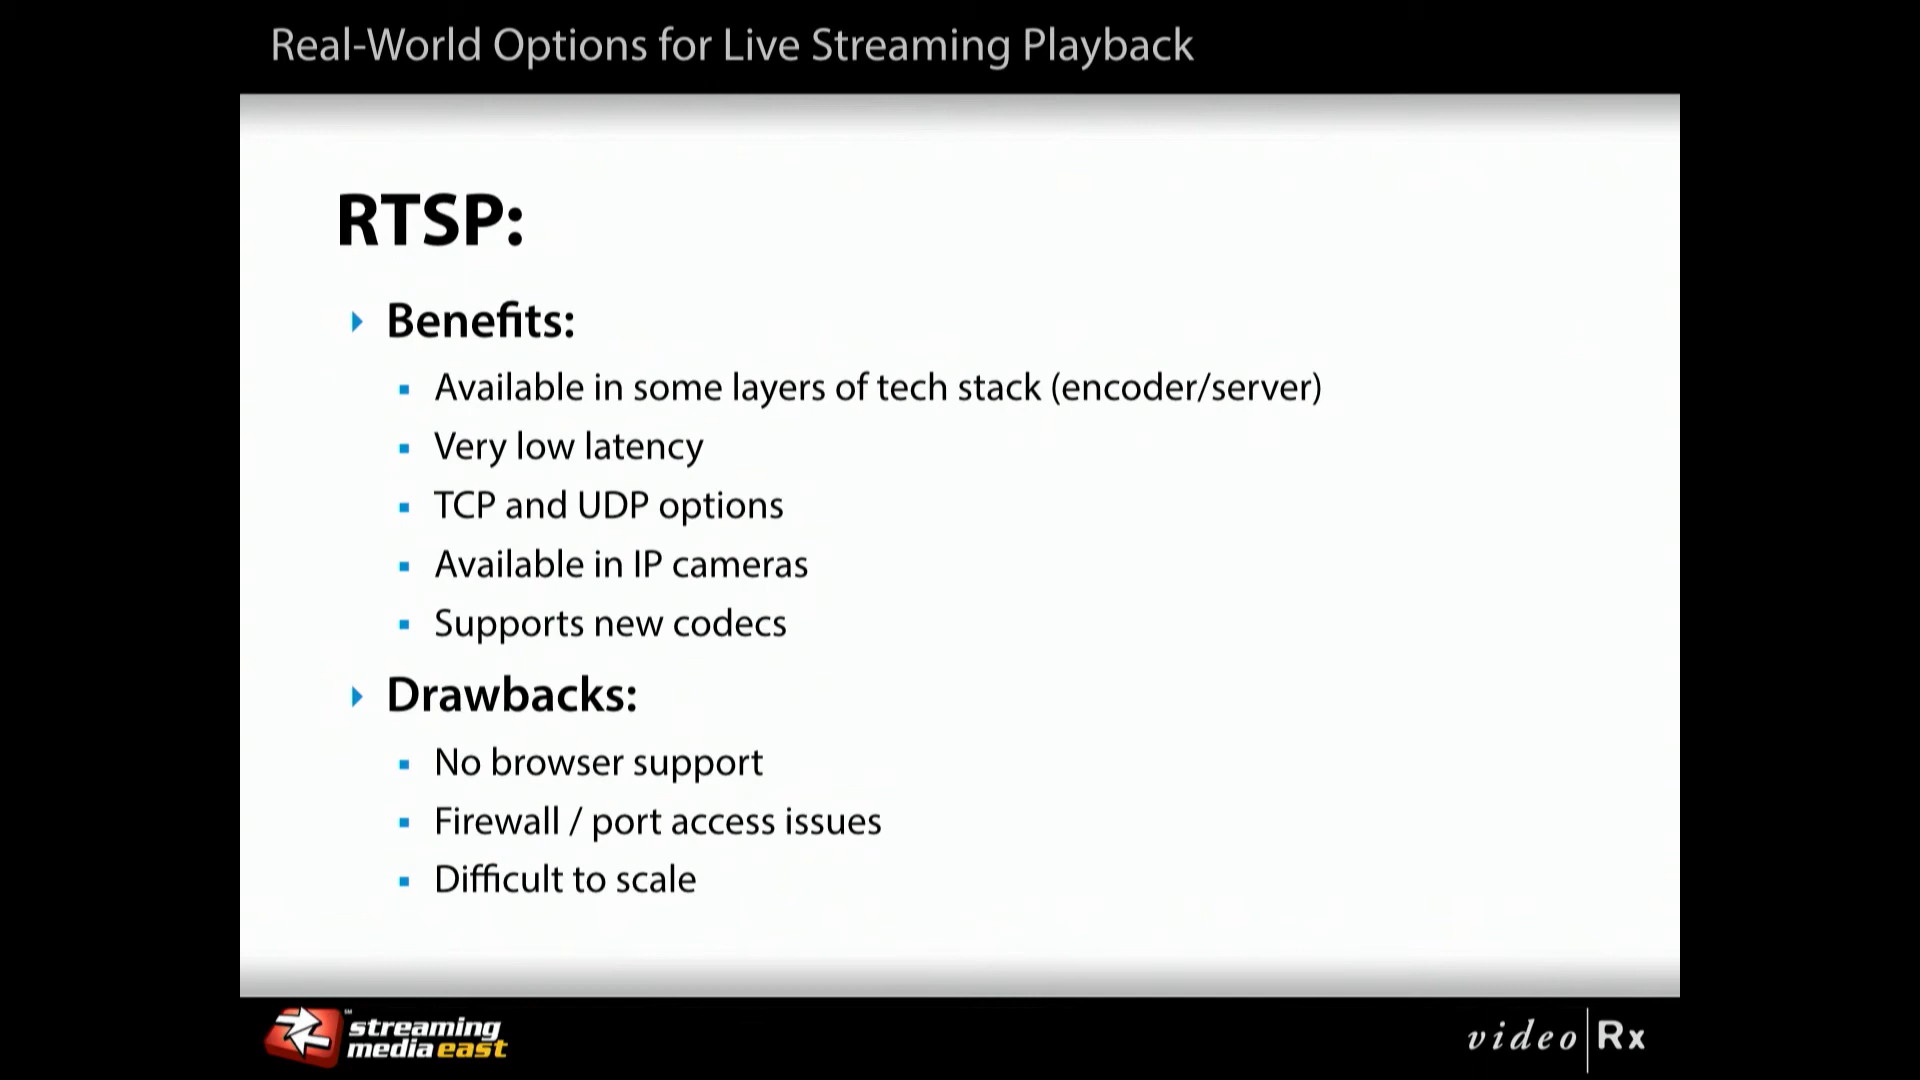 Real-World Options for Live Streaming Playback
RTSP:
Benefits:
Available in some layers of tech stack (encoder/server)
Very low latency
TCP and UDP options
Available in IP cameras
Supports new codecs
Drawbacks:
No browser support
Firewall / port access issues
Difficult to scale
streaming
media east
video Rx